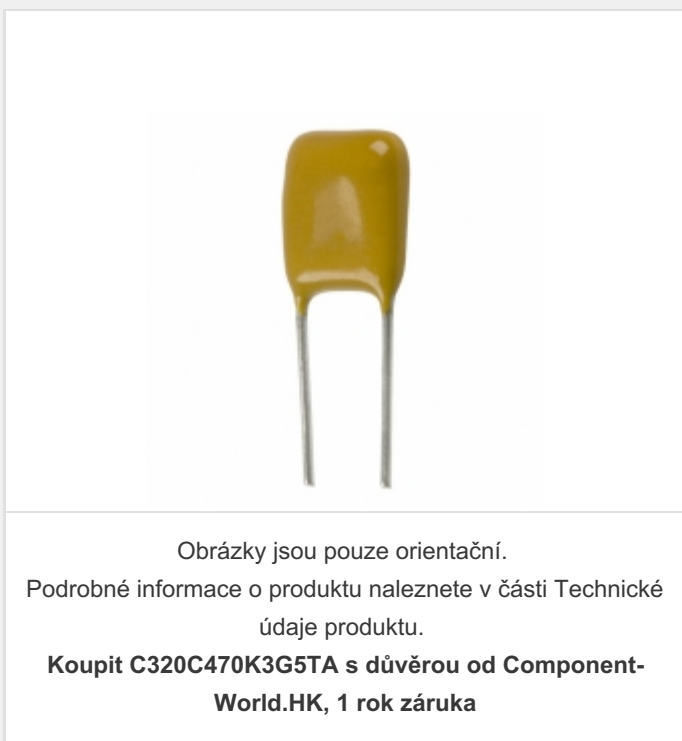 Obrázky jsou pouze orientační.
Podrobné informace o produktu naleznete v části Technické
údaje produktu.
Koupit C320C470K3G5TA s důvěrou od Component-
World.HK, 1 rok záruka